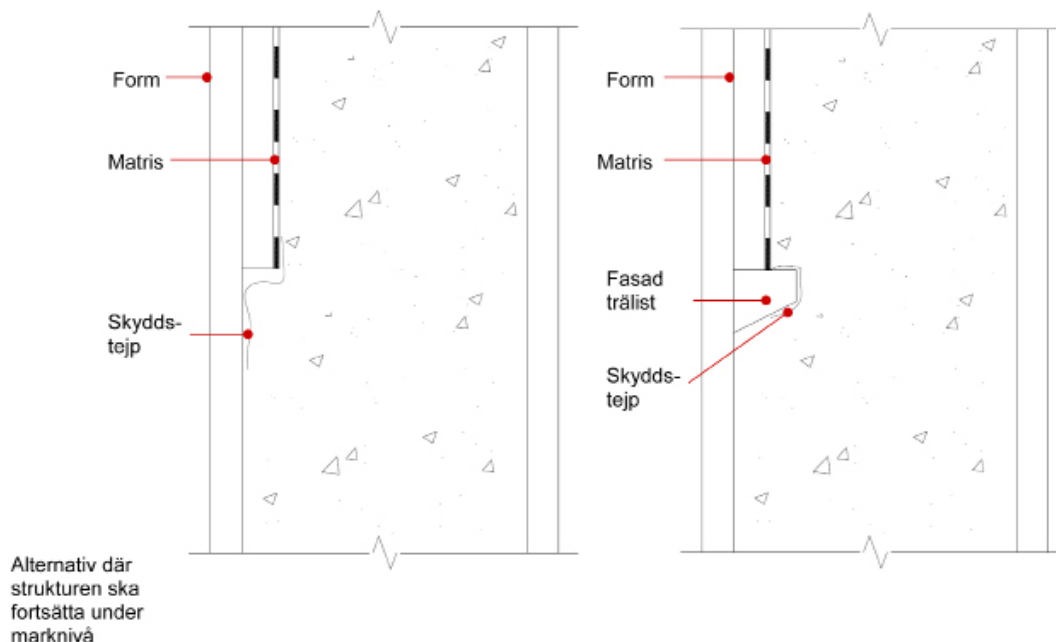 Form
Matris
Skydds-
tejp
Alternativ där
strukturen ska
fortsätta under
marknivå
Form
Matris
Fasad
trälist
Skydds-
tejp